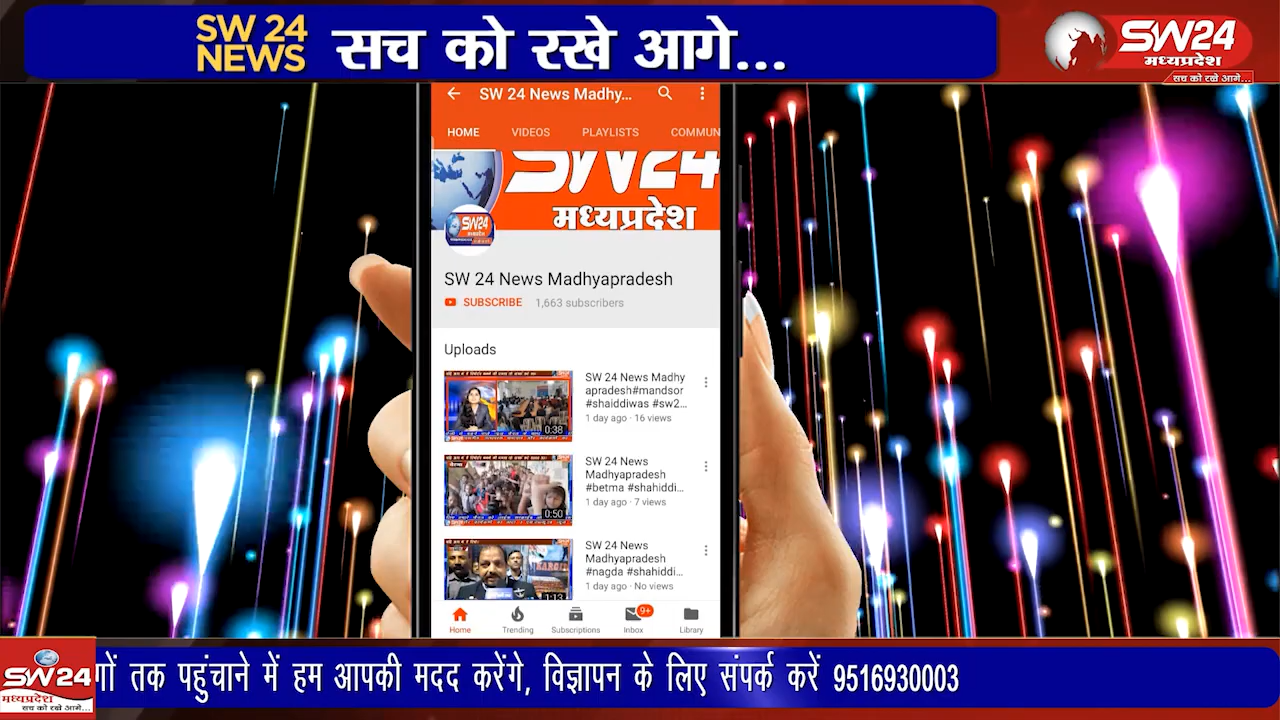 SW 24
NEWS
सच को रखे आगे...
SW24
मध्यप्रदेश
सच को रखे आगे...
SW 24 News Madhy...
HOME VIDEOS PLAYLISTS COMMUN
SW24
मध्यप्रदेश
SW24
SW 24 News Madhyapradesh
SUBSCRIBE 1,663 subscribers
Uploads
SW 24 News Madhy
apradesh#mandsor
#shaiddiwas #sw2...
1 day ago · 16 views
0:38
SW 24 News
Madhyapradesh
#betma #shahiddi...
1 day ago · 7 views
0:50
SW 24 News
Madhyapradesh
#nagda #shahiddi...
1 day ago · No views
1:13
9+
Home Trending Subscriptions Inbox Library
SW24
मध्यप्रदेश
सच को रखे आगे...
गों तक पहुंचाने में हम आपकी मदद करेंगे, विज्ञापन के लिए संपर्क करें 9516930003